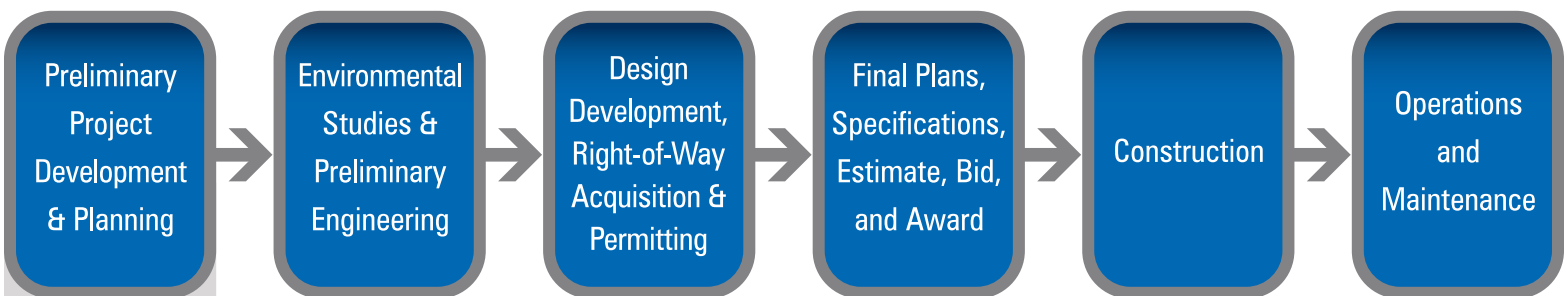 Preliminary
Project
Development
& Planning
Environmental
Studies &
Preliminary
Engineering
Design
Development,
Right-of-Way
Acquisition &
Permitting
Final Plans,
Specifications,
Estimate, Bid,
and Award
Construction
Operations
and
Maintenance